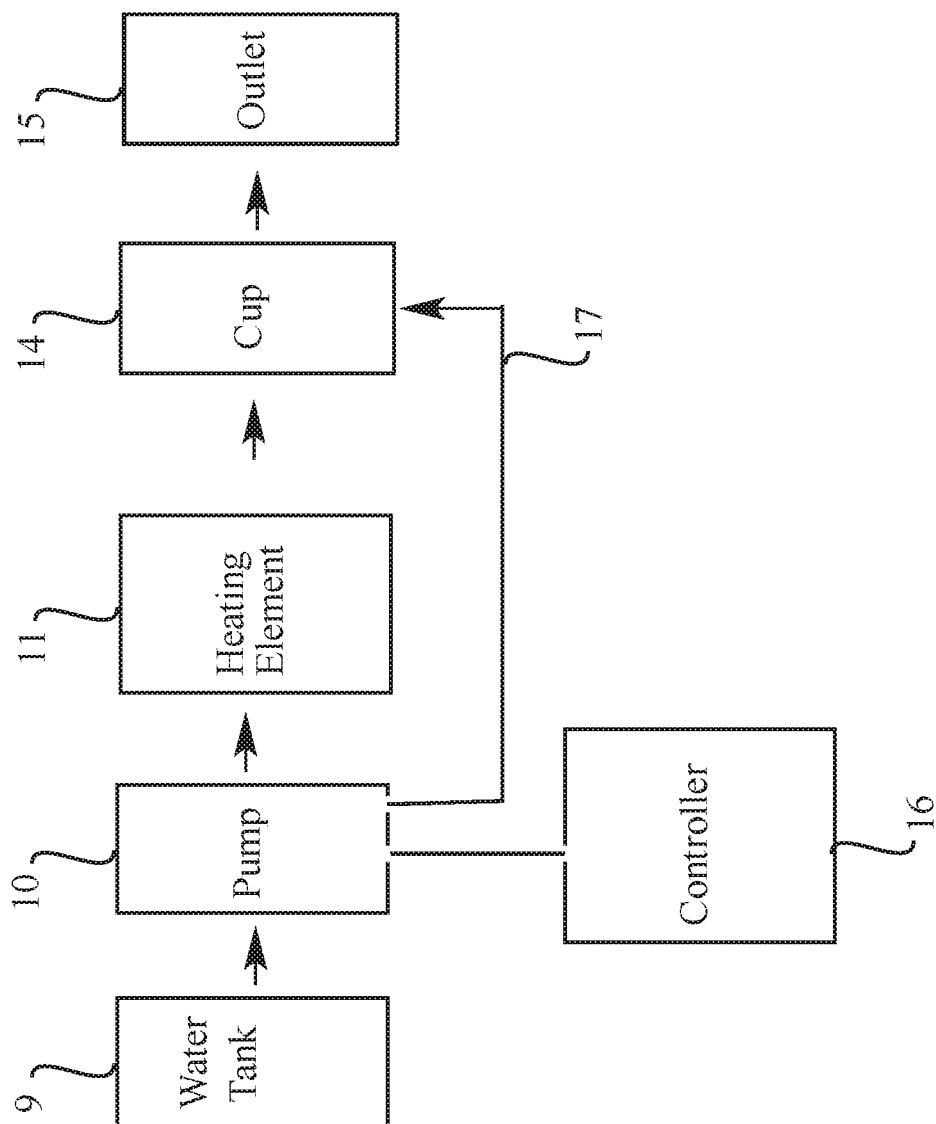 9
10
11
14
15
Water
Tank
Pump
Heating
Element
Cup
Outlet
17
Controller
16